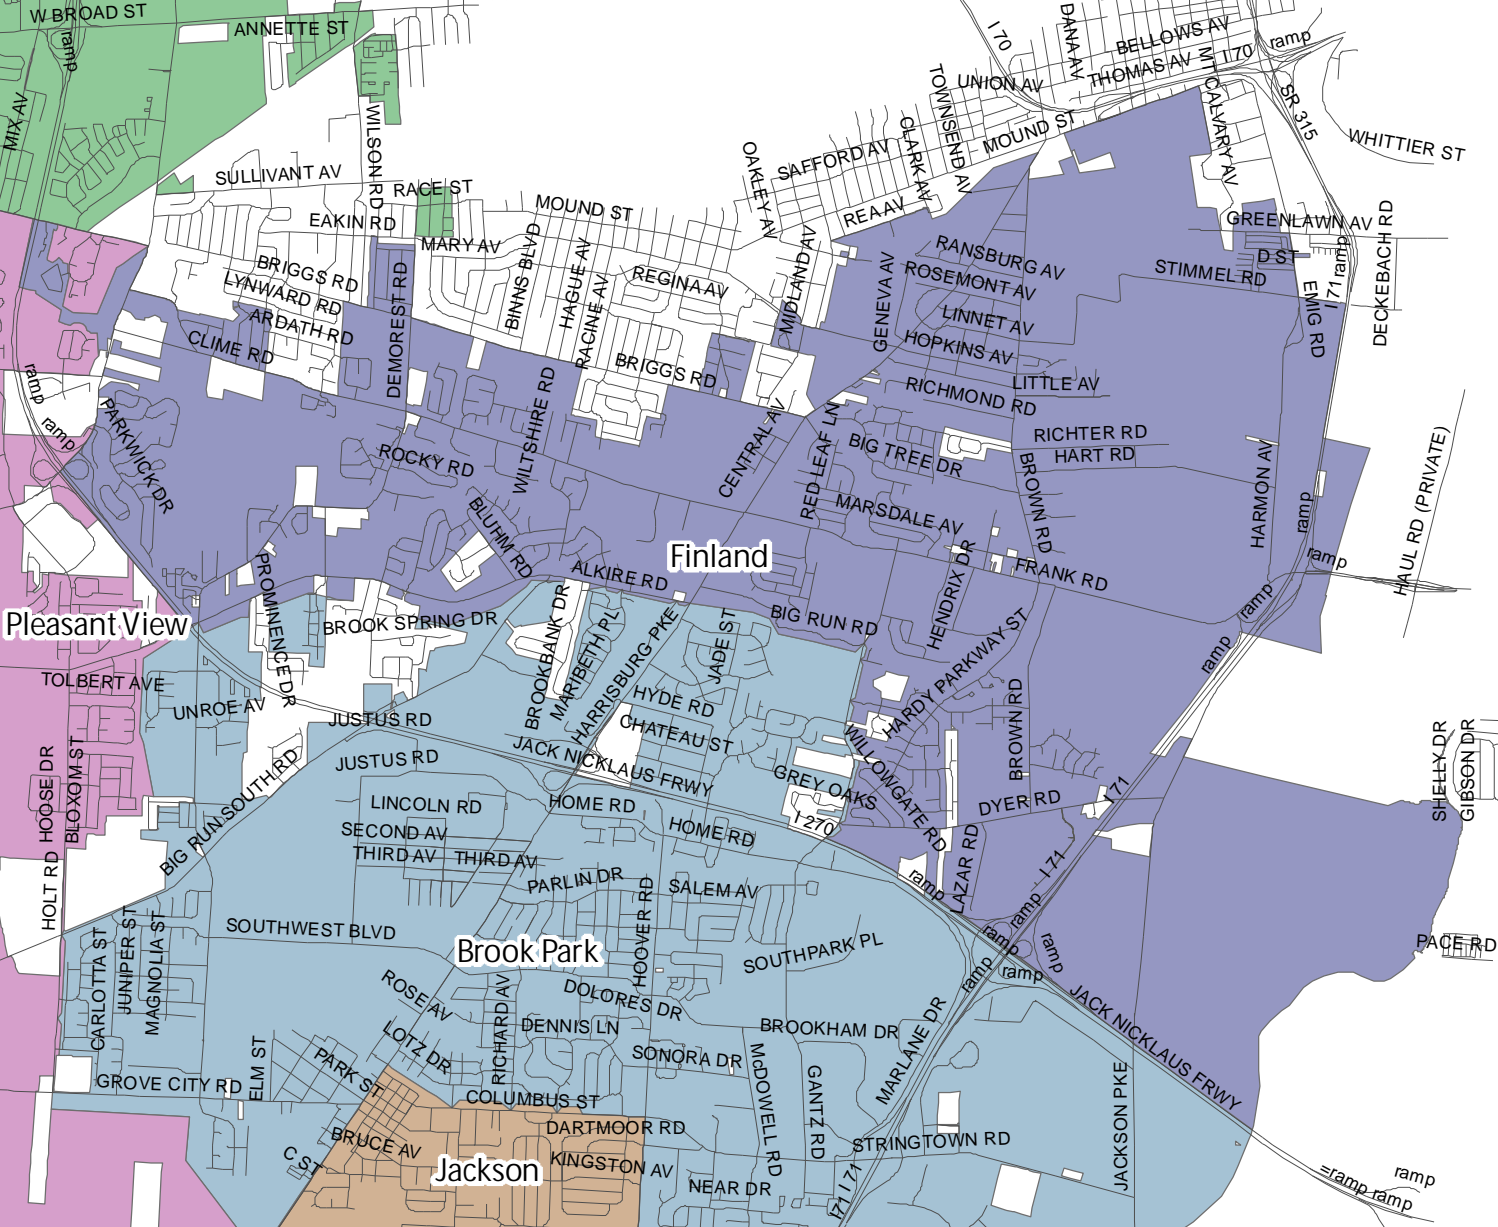 W BROAD ST
ANNETTE ST
ramp
MIX AV
WILSON RD
SULLIVANT AV
RACE ST
EAKIN RD
MARY AV
MOUND ST
BRIGGS RD
LYNWARD RD
ARDATH RD
CLIME RD
DEMOREST RD
BINNS BLVD
HAGUE AV
RACINE AV
REGINA AV
BRIGGS RD
OAKLEY AV
MIDLAND AV
SAFFORD AV
REA AV
CLARK AV
TOWNSEND AV
UNION AV
MOUND ST
I 70
DANA AV
BELLOWS AV
THOMAS AV
MT CALVARY AV
I 70
ramp
SR 315
WHITTIER ST
GREENLAWN AV
D ST
STIMMEL RD
ramp
I 71
EMIG RD
DECKEBACH RD
RANSBURG AV
ROSEMONT AV
GENEVA AV
LINNET AV
HOPKINS AV
LITTLE AV
RICHMOND RD
RICHTER RD
HART RD
BIG TREE DR
RED LEAF LN
CENTRAL AV
MARSDALE AV
BROWN RD
HARMON AV
ramp
ramp
HAUL RD (PRIVATE)
ramp
ramp
PARKWICK DR
ROCKY RD
WILTSHIRE RD
BLUHM RD
ALKIRE RD
Finland
HENDRIX DR
FRANK RD
BIG RUN RD
ramp
ramp
Pleasant View
PROMINENCE DR
BROOK SPRING DR
BROOKBANK DR
MARIBETH PL
HARRISBURG PKE
JADE ST
HARDY PARKWAY ST
TOLBERT AVE
UNROE AV
JUSTUS RD
HYDE RD
CHATEAU ST
JACK NICKLAUS FRWY
GREY OAKS
WILLOWGATE RD
BROWN RD
DYER RD
I 71
SHELLY DR
GIBSON DR
HOOSE DR
BLOXOM ST
BIG RUN SOUTH RD
JUSTUS RD
LINCOLN RD
SECOND AV
THIRD AV
THIRD AV
HOME RD
HOME RD
I 270
PARLIN DR
SALEM AV
HOOVER RD
LAZAR RD
I 71
ramp
ramp
ramp
ramp
ramp
ramp
HOLT RD
SOUTHWEST BLVD
Brook Park
SOUTHPARK PL
PACE RD
CARLOTTA ST
JUNIPER ST
MAGNOLIA ST
ROSE AV
LOTZ DR
RICHARD AV
DOLORES DR
DENNIS LN
SONORA DR
BROOKHAM DR
MARLANE DR
JACK NICKLAUS FRWY
GROVE CITY RD
ELM ST
PARK ST
COLUMBUS ST
McDOWELL RD
GANTZ RD
JACKSON PKE
C ST
BRUCE AV
DARTMOOR RD
STRINGTOWN RD
Jackson
KINGSTON AV
NEAR DR
I71 I 71
=ramp ramp
ramp